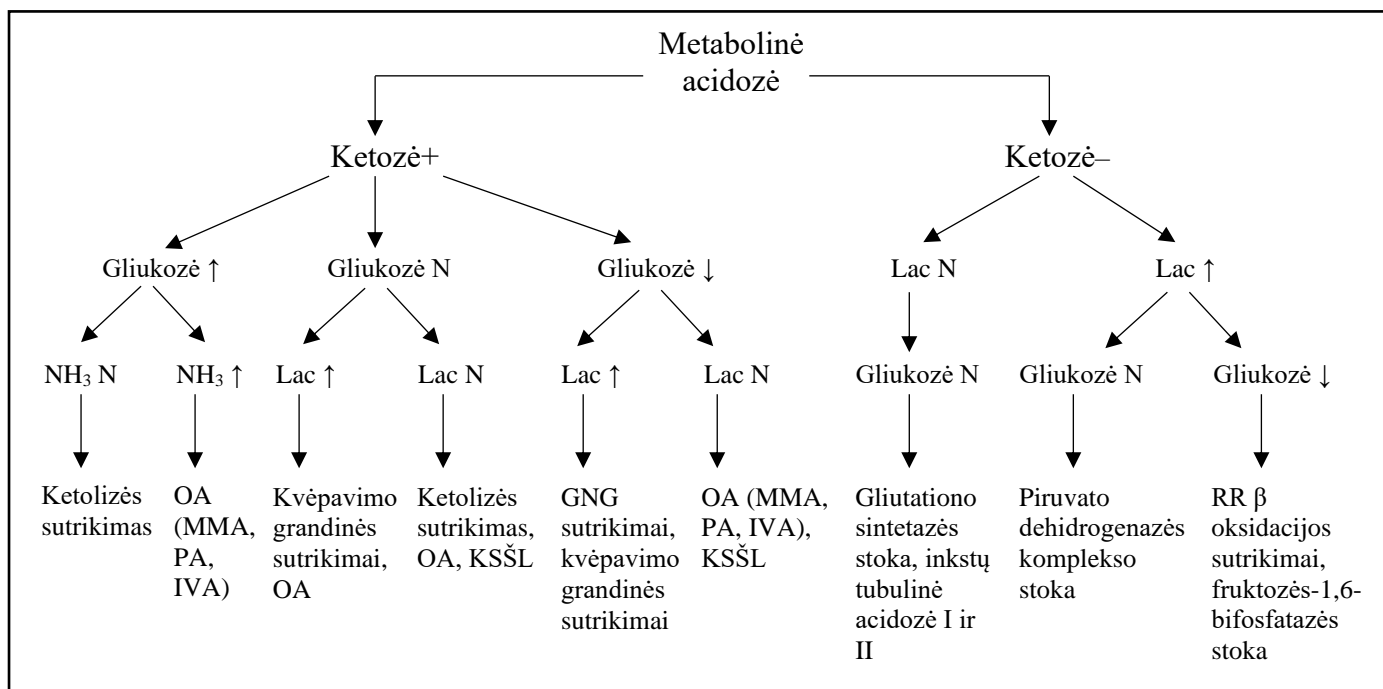 Metabolinė
acidozė
Ketozė+
Ketozė–
Gliukozė ↑
Gliukozė N
Gliukozė ↓
Lac N
Lac ↑
NH₃ N
NH₃ ↑
Lac ↑
Lac N
Lac ↑
Lac N
Gliukozė N
Gliukozė N
Gliukozė ↓
Ketolizės
sutrikimas
OA
(MMA,
PA,
IVA)
Kvėpavimo
grandinės
sutrikimai,
OA
Ketolizės
sutrikimas,
OA, KSŠL
GNG
sutrikimai,
kvėpavimo
grandinės
sutrikimai
OA (MMA,
PA, IVA),
KSŠL
Gliutationo
sintetazės
stoka, inkstų
tubulinė
acidozė I ir
II
Piruvato
dehidrogenazės
komplekso
stoka
RR β
oksidacijos
sutrikimai,
fruktozės-1,6-
bifosfatazės
stoka